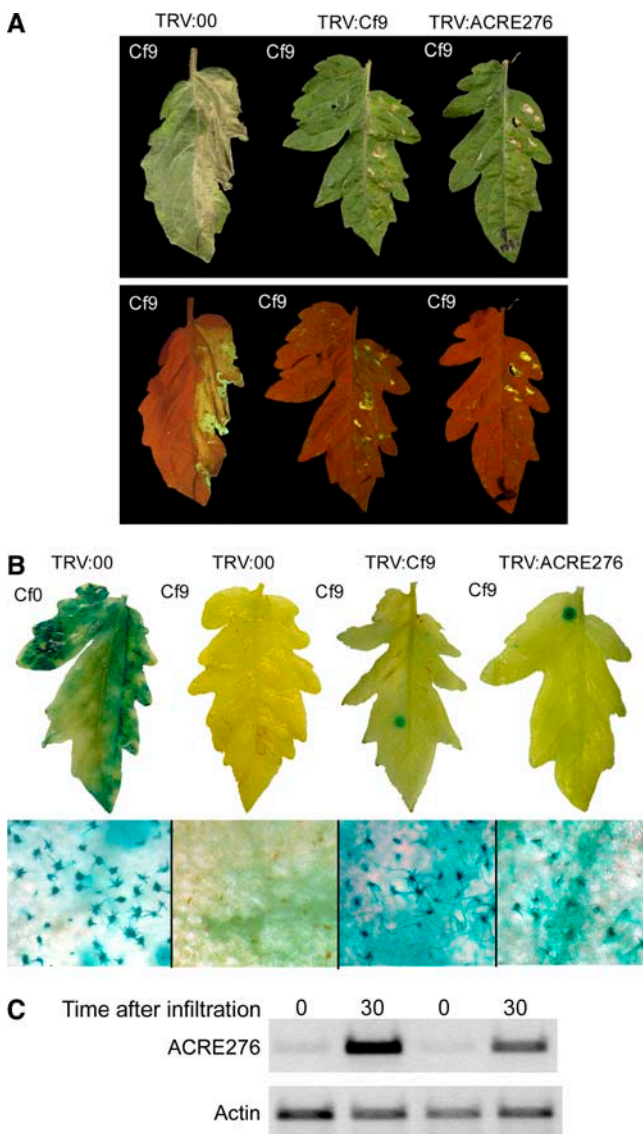 A
TRV:00 TRV:Cf9 TRV:ACRE276
Cf9 Cf9 Cf9
Cf9 Cf9 Cf9
B
TRV:00 TRV:00 TRV:Cf9 TRV:ACRE276
Cf0 Cf9 Cf9 Cf9
C
Time after infiltration 0 30 0 30
ACRE276
Actin